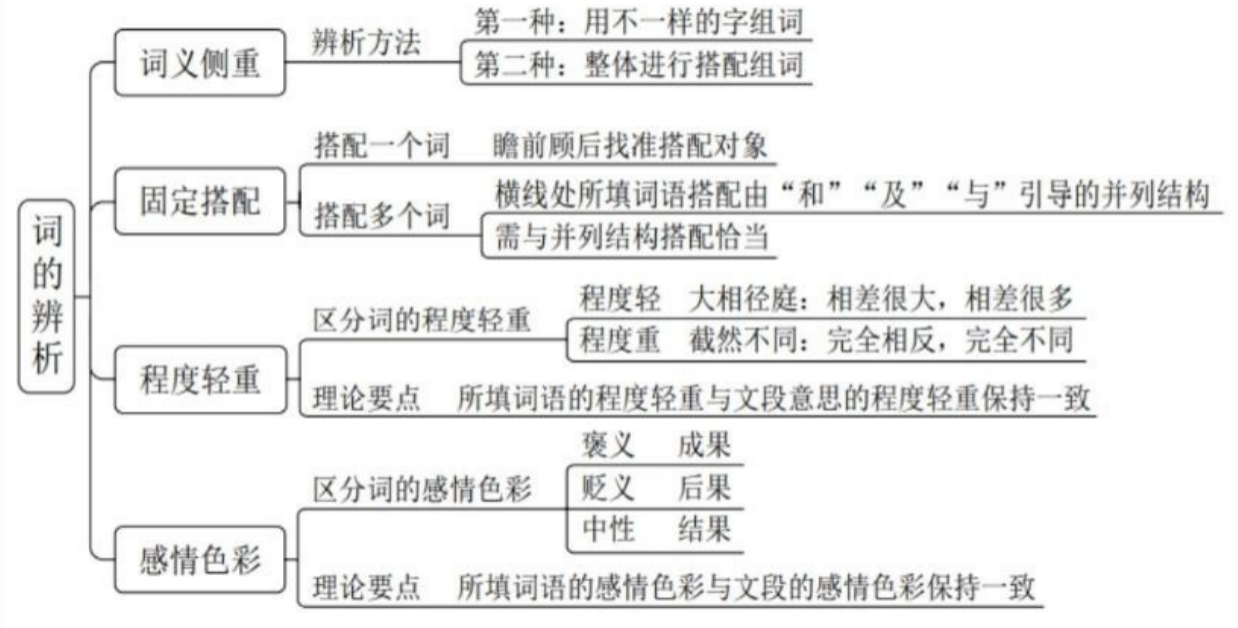 词的辨析
词义侧重
辨析方法
第一种：用不一样的字组词
第二种：整体进行搭配组词
固定搭配
搭配一个词 瞻前顾后找准搭配对象
搭配多个词
横线处所填词语搭配由“和”“及”“与”引导的并列结构
需与并列结构搭配恰当
程度轻重
区分词的程度轻重
程度轻 大相径庭：相差很大，相差很多
程度重 截然不同：完全相反，完全不同
理论要点 所填词语的程度轻重与文段意思的程度轻重保持一致
感情色彩
区分词的感情色彩
褒义 成果
贬义 后果
中性 结果
理论要点 所填词语的感情色彩与文段的感情色彩保持一致